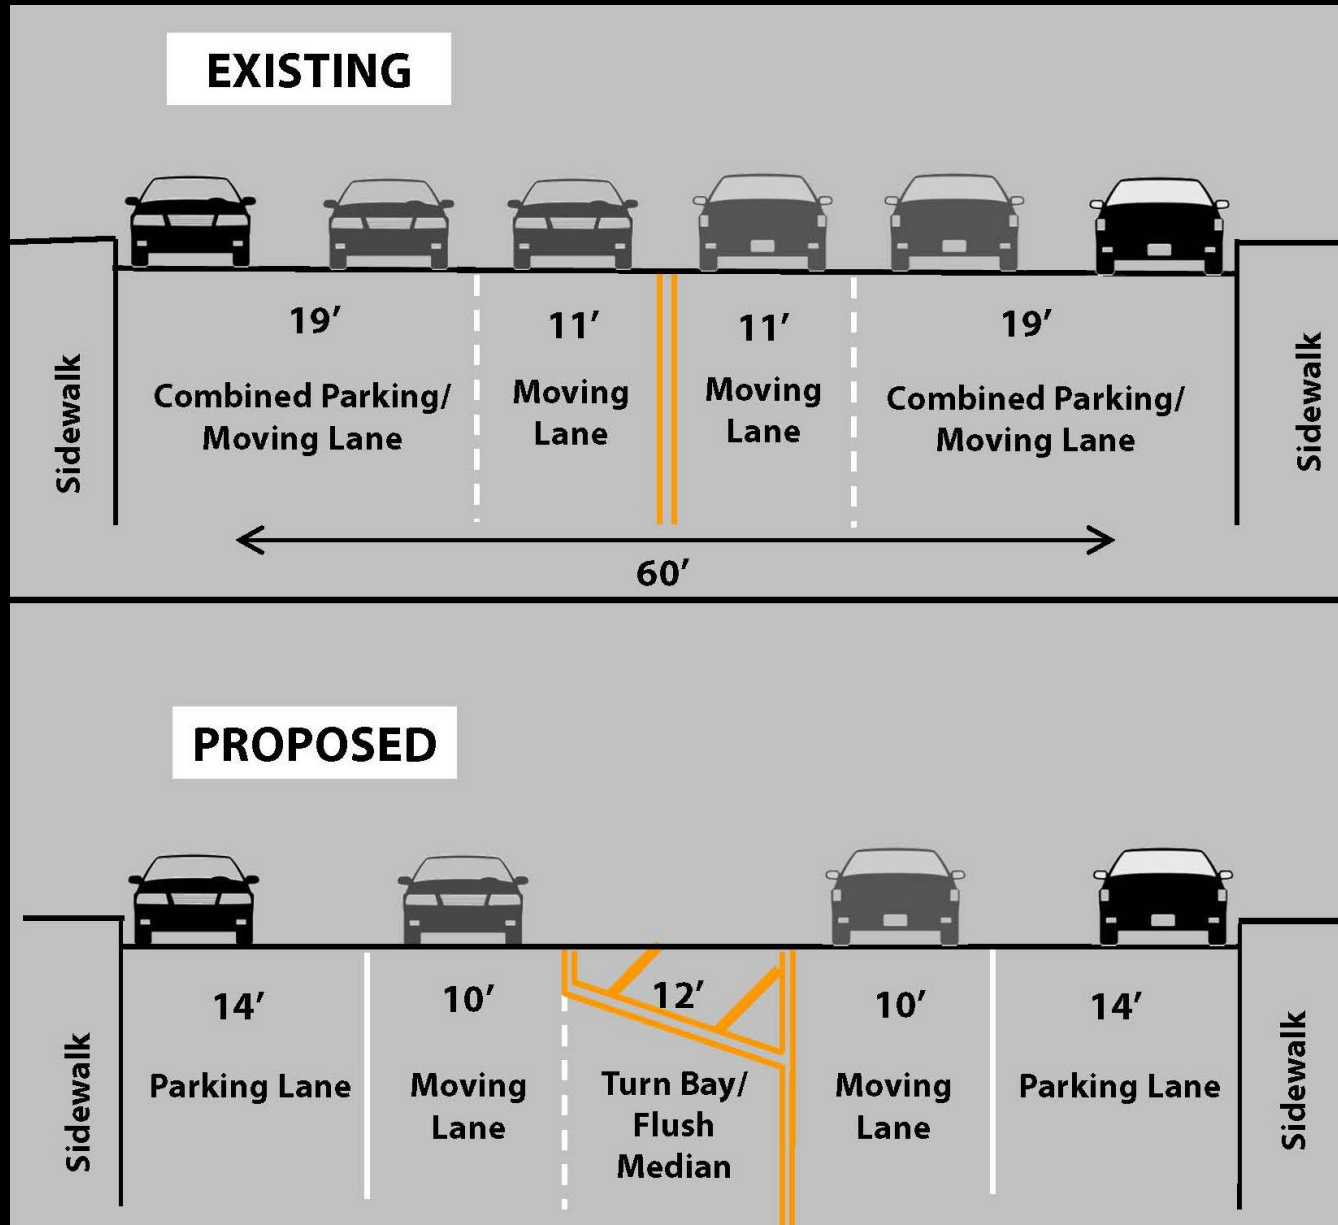 EXISTING
19′
11′
11′
19′
Combined Parking/
Moving Lane
Moving
Lane
Moving
Lane
Combined Parking/
Moving Lane
Sidewalk
Sidewalk
60′
PROPOSED
14′
10′
12′
10′
14′
Parking Lane
Moving
Lane
Turn Bay/
Flush
Median
Moving
Lane
Parking Lane
Sidewalk
Sidewalk